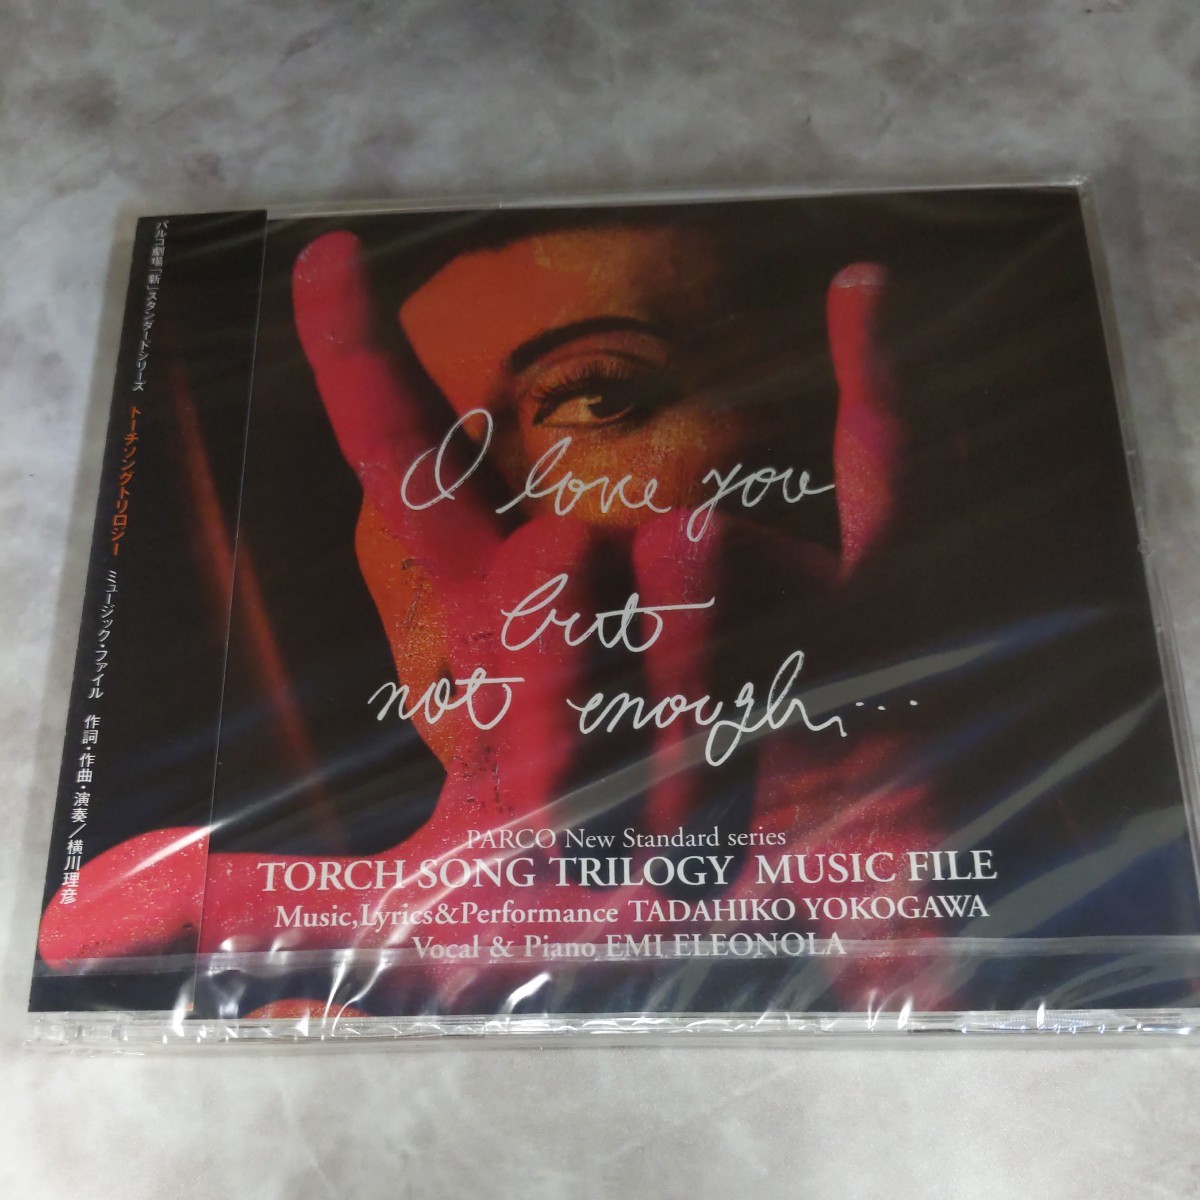 パルコ劇場「新」スタンダードシリーズ トーチソングトリロジー ミュージック・ファイル 作詞・作曲・演奏/横川理彦
I love you
but
not enough,...
PARCO New Standard series
TORCH SONG TRILOGY MUSIC FILE
Music,Lyrics&Performance TADAHIKO YOKOGAWA
Vocal & Piano EMI ELEONOLA